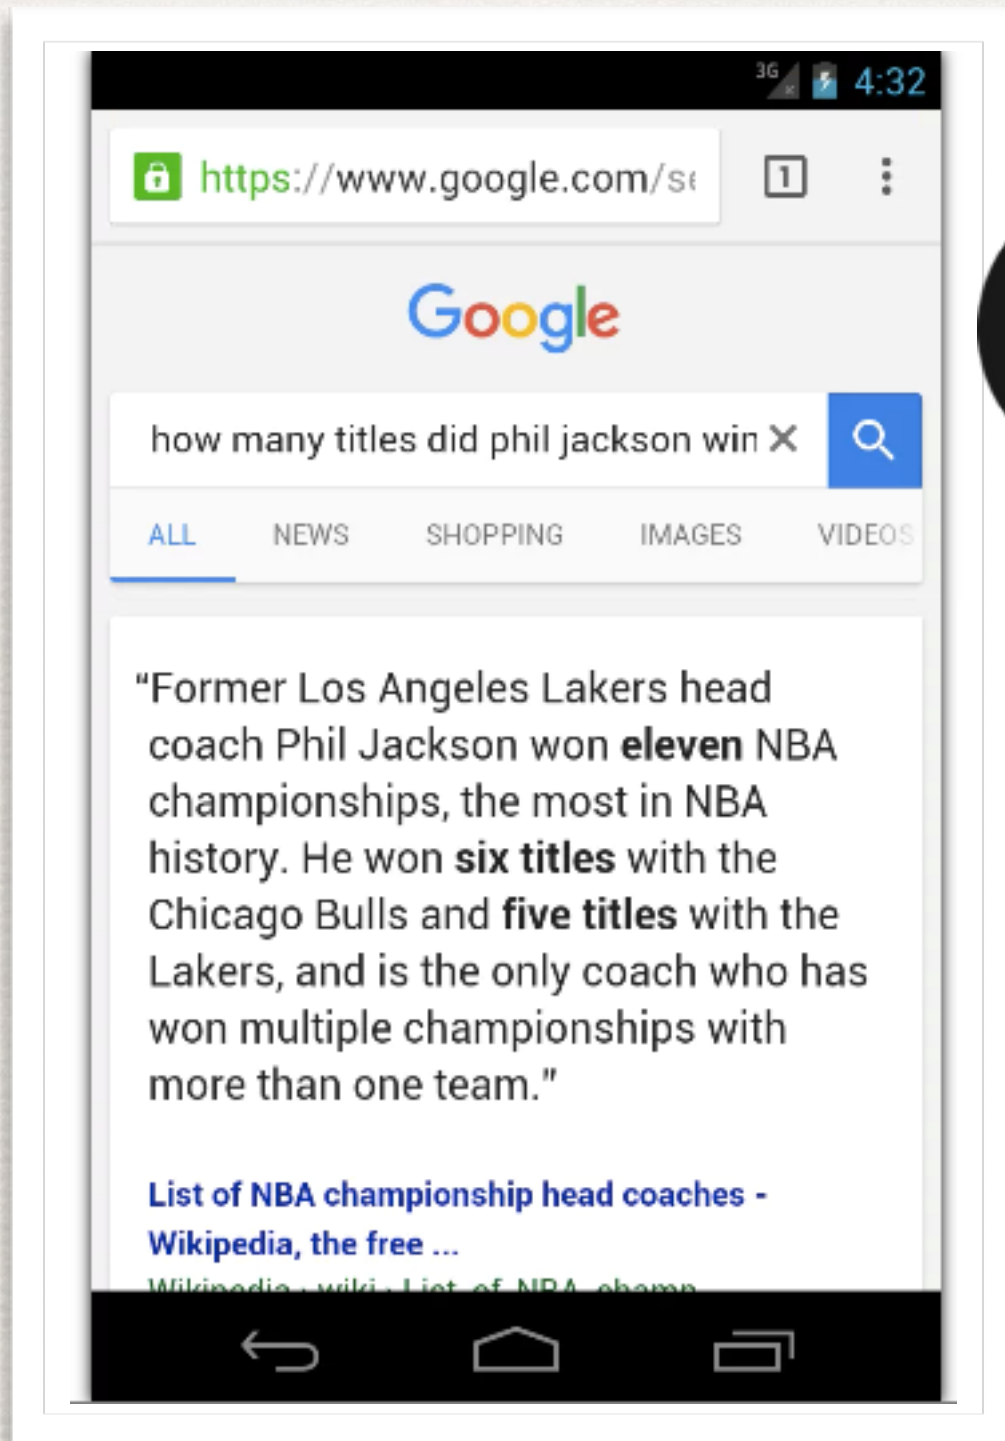 3G 4:32
https://www.google.com/se
1
Google
how many titles did phil jackson win
ALL NEWS SHOPPING IMAGES VIDEOS
“Former Los Angeles Lakers head
coach Phil Jackson won eleven NBA
championships, the most in NBA
history. He won six titles with the
Chicago Bulls and five titles with the
Lakers, and is the only coach who has
won multiple championships with
more than one team.”
List of NBA championship head coaches -
Wikipedia, the free ...
Wikipedia › wiki › List_of_NBA_champ...